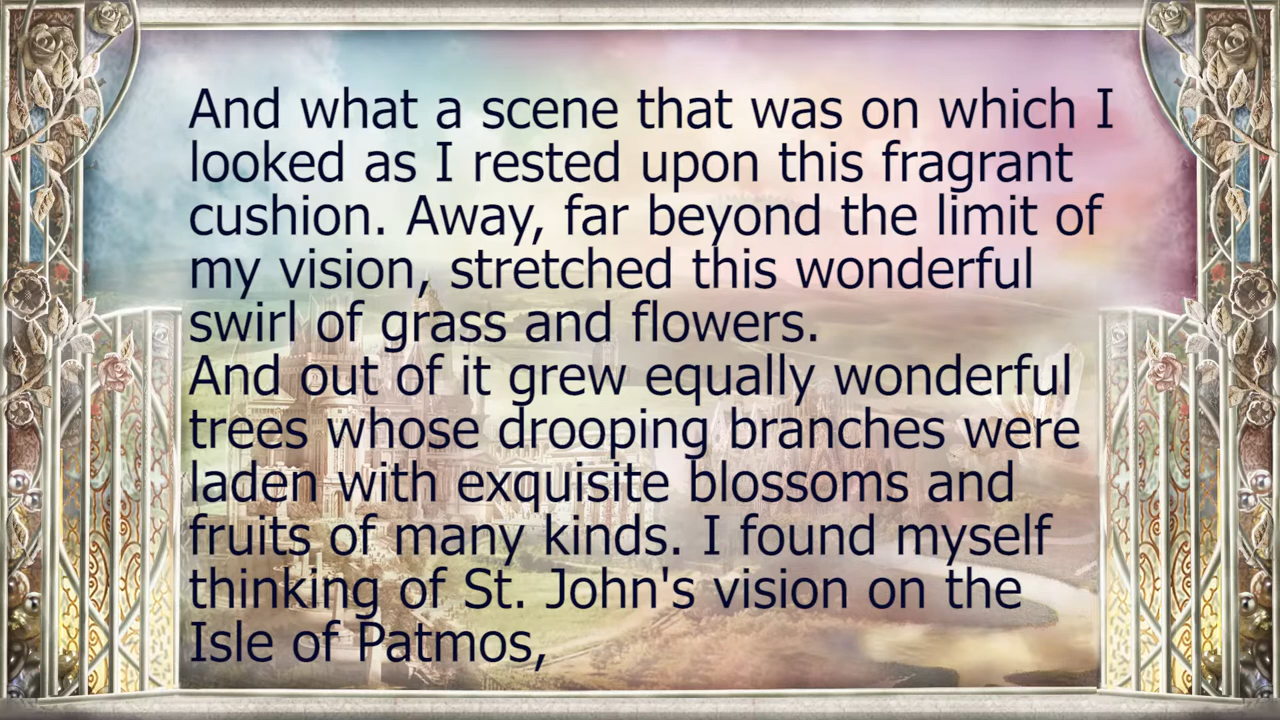 And what a scene that was on which I
looked as I rested upon this fragrant
cushion. Away, far beyond the limit of
my vision, stretched this wonderful
swirl of grass and flowers.
And out of it grew equally wonderful
trees whose drooping branches were
laden with exquisite blossoms and
fruits of many kinds. I found myself
thinking of St. John's vision on the
Isle of Patmos,